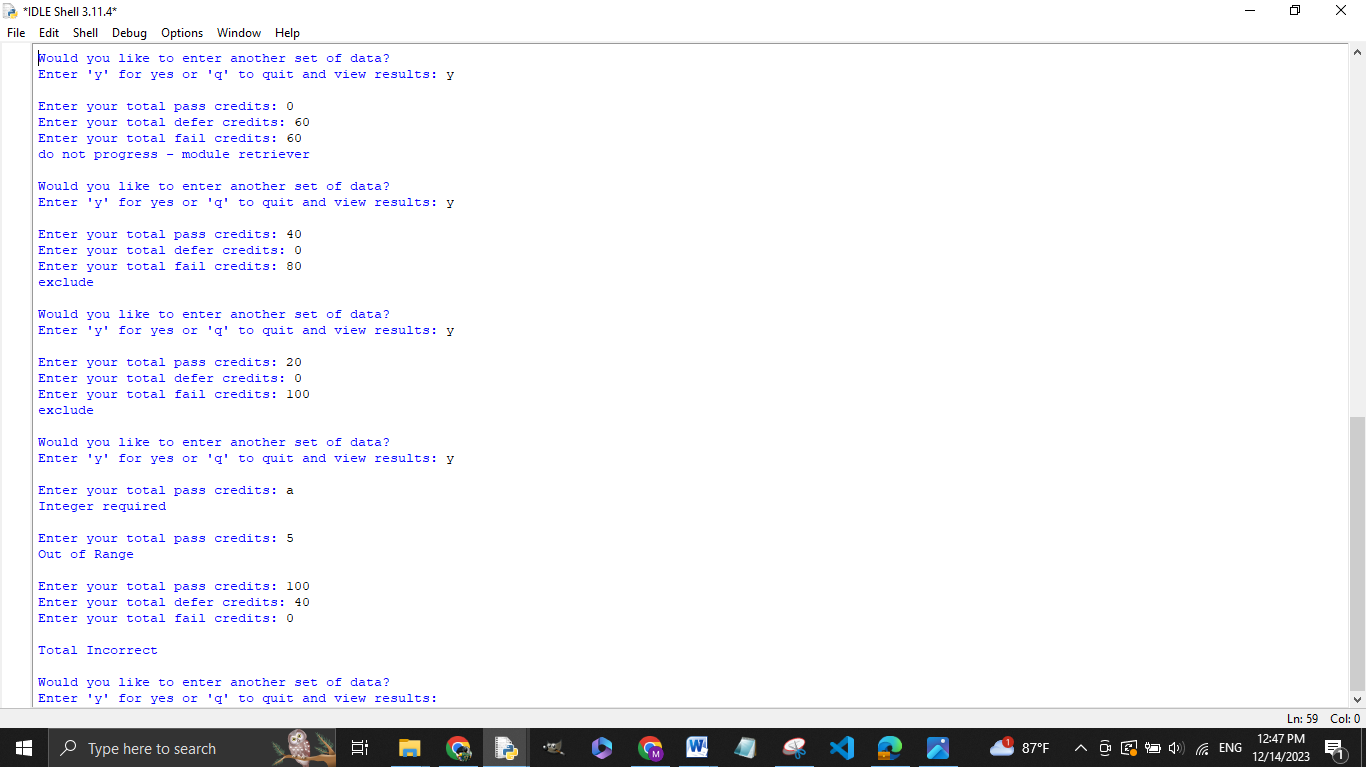 *IDLE Shell 3.11.4*
File Edit Shell Debug Options Window Help
Would you like to enter another set of data?
Enter 'y' for yes or 'q' to quit and view results: y
Enter your total pass credits: 0
Enter your total defer credits: 60
Enter your total fail credits: 60
do not progress - module retriever
Would you like to enter another set of data?
Enter 'y' for yes or 'q' to quit and view results: y
Enter your total pass credits: 40
Enter your total defer credits: 0
Enter your total fail credits: 80
exclude
Would you like to enter another set of data?
Enter 'y' for yes or 'q' to quit and view results: y
Enter your total pass credits: 20
Enter your total defer credits: 0
Enter your total fail credits: 100
exclude
Would you like to enter another set of data?
Enter 'y' for yes or 'q' to quit and view results: y
Enter your total pass credits: a
Integer required
Enter your total pass credits: 5
Out of Range
Enter your total pass credits: 100
Enter your total defer credits: 40
Enter your total fail credits: 0
Total Incorrect
Would you like to enter another set of data?
Enter 'y' for yes or 'q' to quit and view results:
Ln: 59 Col: 0
Type here to search
M
W
1
87°F
ENG
12:47 PM
12/14/2023
1